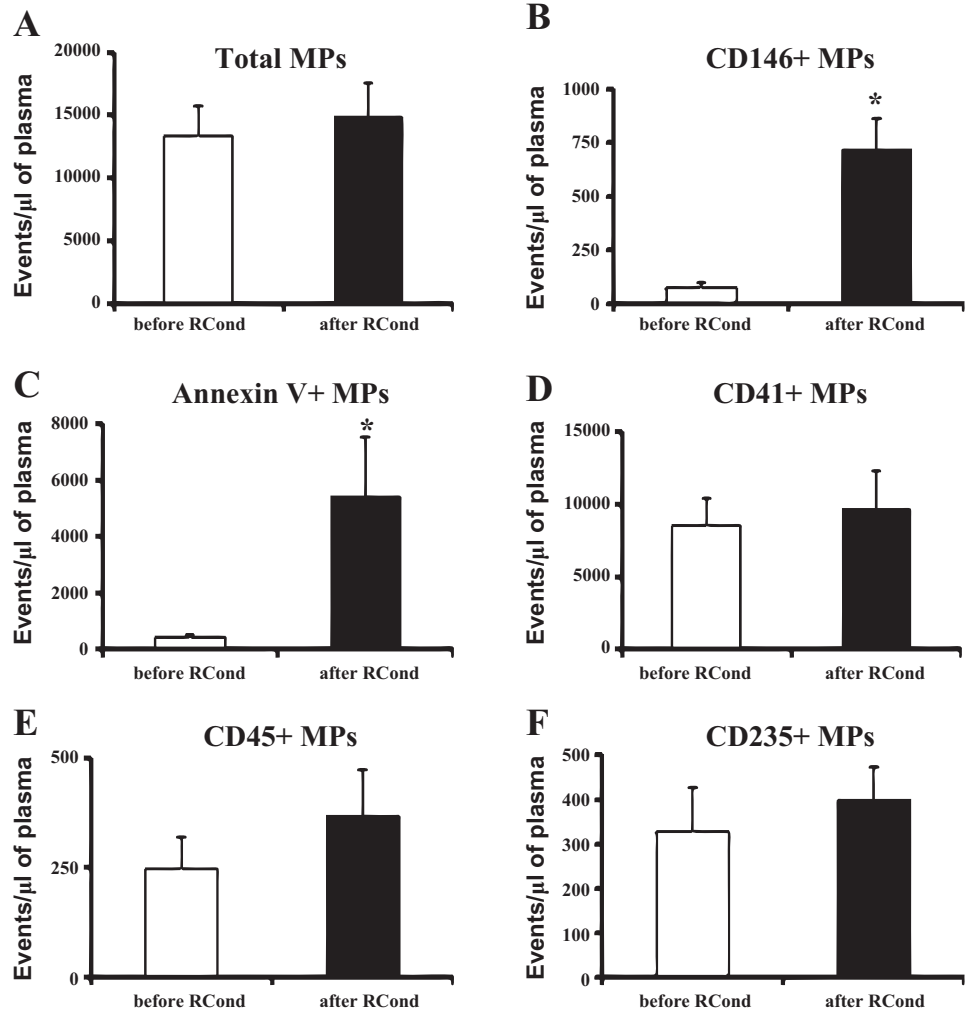 A
Total MPs
Events/μl of plasma
20000
15000
10000
5000
0
before RCond
after RCond
B
CD146+ MPs
Events/μl of plasma
1000
750
500
250
0
*
before RCond
after RCond
C
Annexin V+ MPs
Events/μl of plasma
8000
6000
4000
2000
0
*
before RCond
after RCond
D
CD41+ MPs
Events/μl of plasma
15000
10000
5000
0
before RCond
after RCond
E
CD45+ MPs
Events/μl of plasma
500
250
0
before RCond
after RCond
F
CD235+ MPs
Events/μl of plasma
500
400
300
200
100
0
before RCond
after RCond